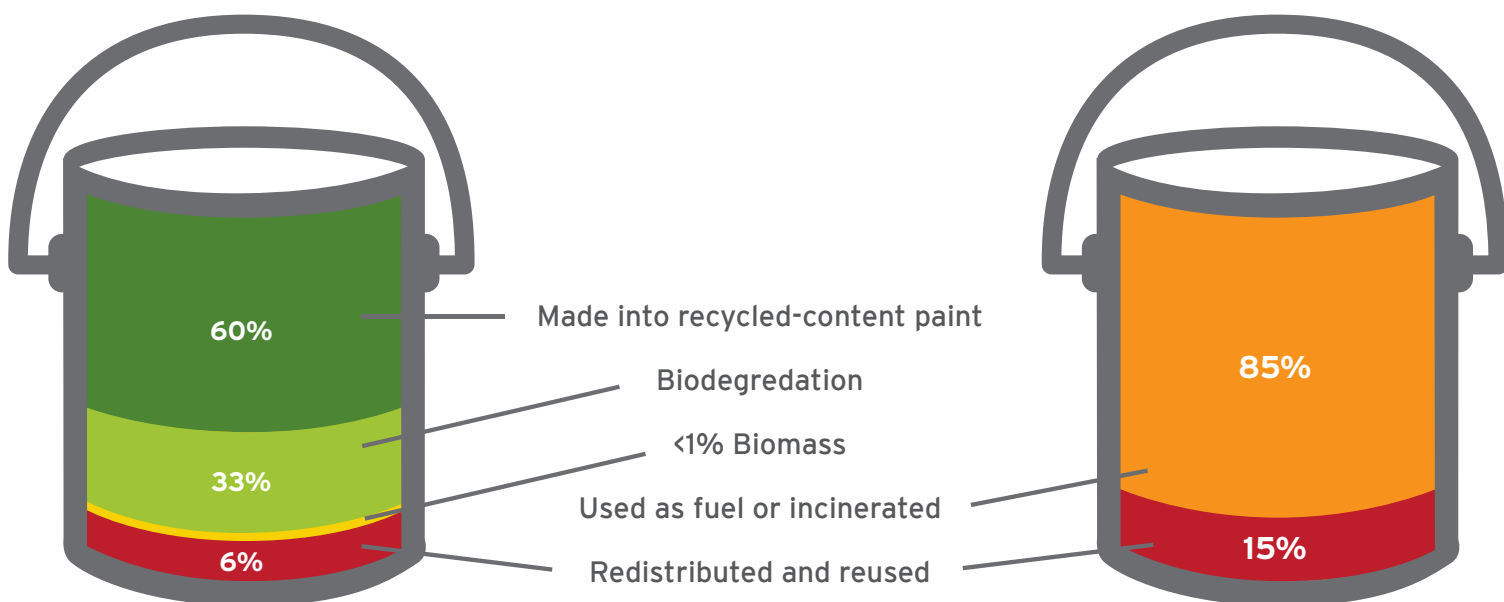 60%
Made into recycled-content paint
85%
Biodegredation
<1% Biomass
33%
Used as fuel or incinerated
6%
Redistributed and reused
15%